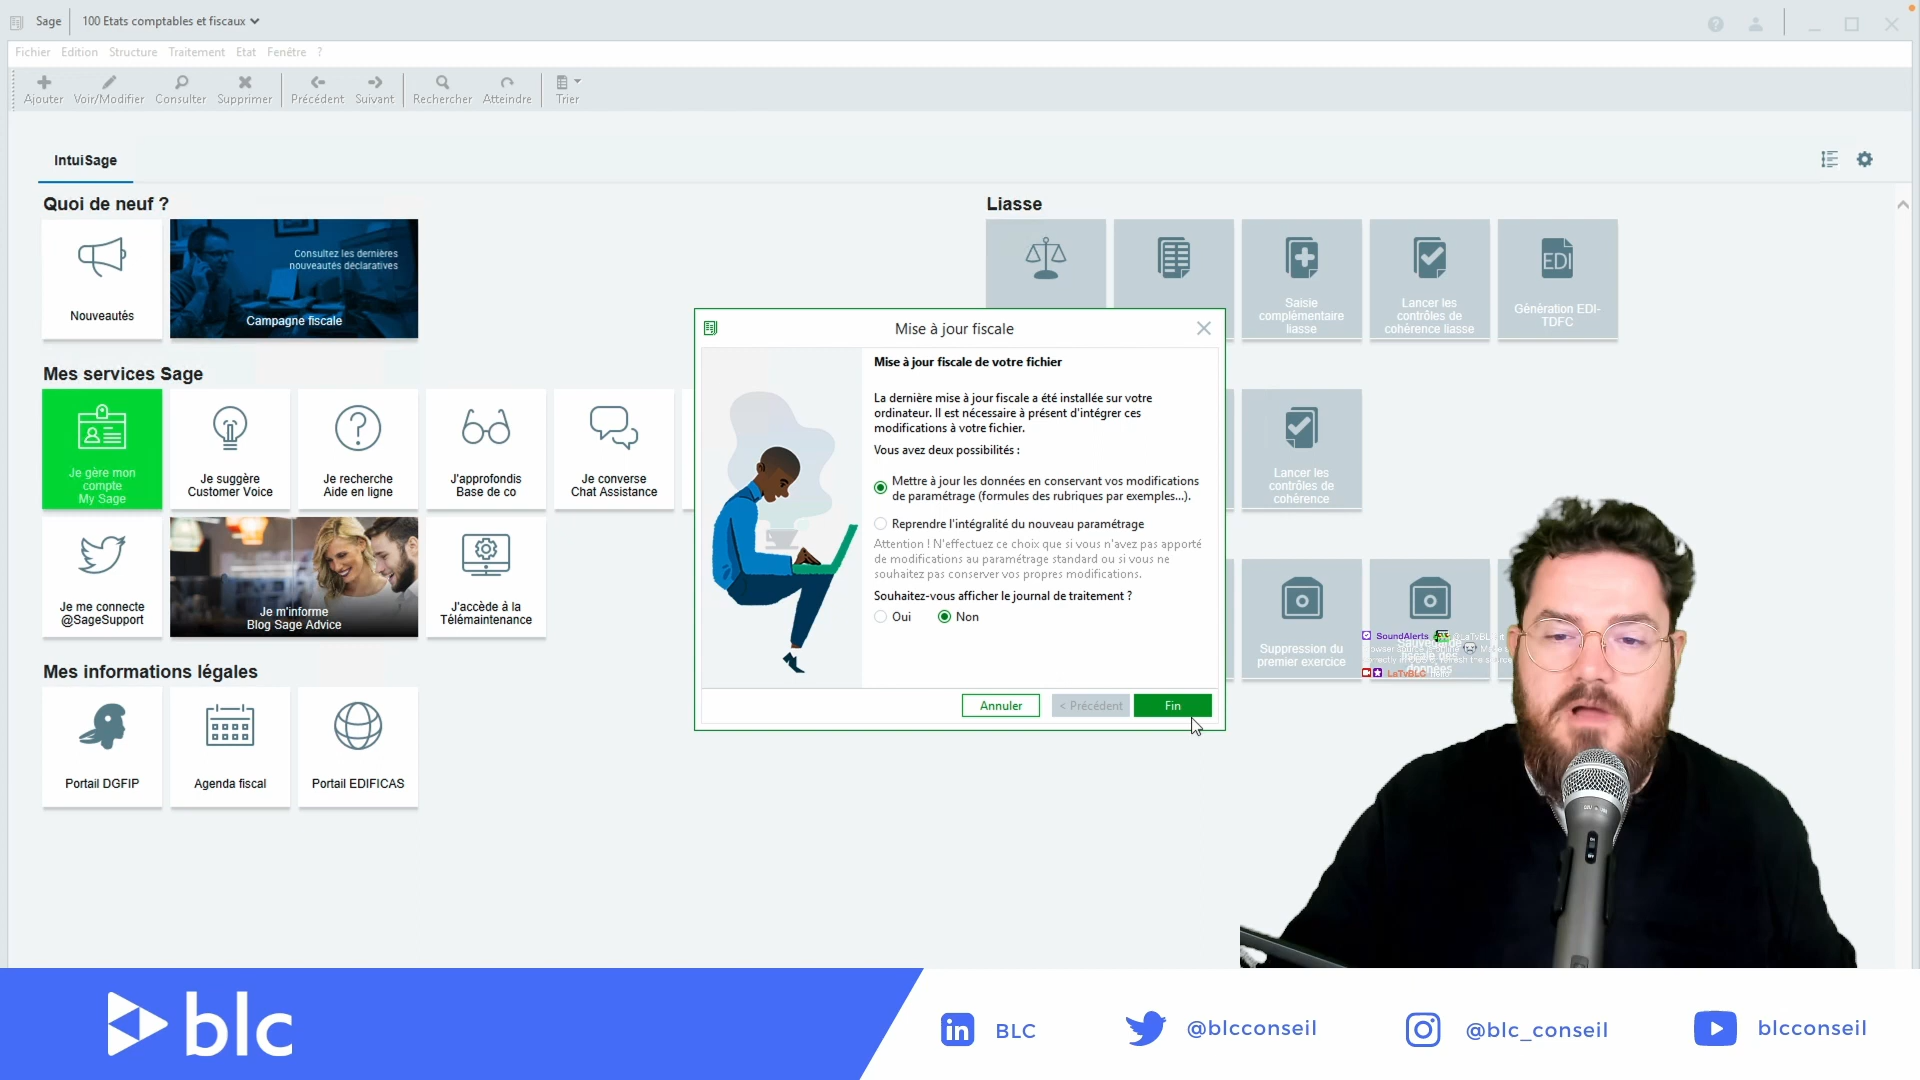 Sage
100 Etats comptables et fiscaux
Fichier Edition Structure Traitement Etat Fenêtre ?
Ajouter Voir/Modifier Consulter Supprimer Précédent Suivant Rechercher Atteindre Trier
IntuiSage
Quoi de neuf ?
Nouveautés
Consultez les dernières
nouveautés déclaratives
Campagne fiscale
Liasse
Saisie
complémentaire
liasse
Lancer les
contrôles de
cohérence liasse
EDI
Génération EDI-
TDFC
Mes services Sage
Je gère mon
compte
My Sage
Je suggère
Customer Voice
Je recherche
Aide en ligne
J'approfondis
Base de co
Je converse
Chat Assistance
Lancer les
contrôles de
cohérence
Je me connecte
@SageSupport
Je m'informe
Blog Sage Advice
J'accède à la
Télémaintenance
Suppression du
premier exercice
Sauvegarde
fiscale des
données
SoundAlerts
LaTvBLC hello
Mes informations légales
Portail DGFIP
Agenda fiscal
Portail EDIFICAS
Mise à jour fiscale
Mise à jour fiscale de votre fichier
La dernière mise à jour fiscale a été installée sur votre
ordinateur. Il est nécessaire à présent d'intégrer ces
modifications à votre fichier.
Vous avez deux possibilités :
Mettre à jour les données en conservant vos modifications
de paramétrage (formules des rubriques par exemples...).
Reprendre l'intégralité du nouveau paramétrage
Attention ! N'effectuez ce choix que si vous n'avez pas apporté
de modifications au paramétrage standard ou si vous ne
souhaitez pas conserver vos propres modifications.
Souhaitez-vous afficher le journal de traitement ?
Oui Non
Annuler < Précédent Fin
blc
in BLC
@blcconseil
@blc_conseil
blcconseil